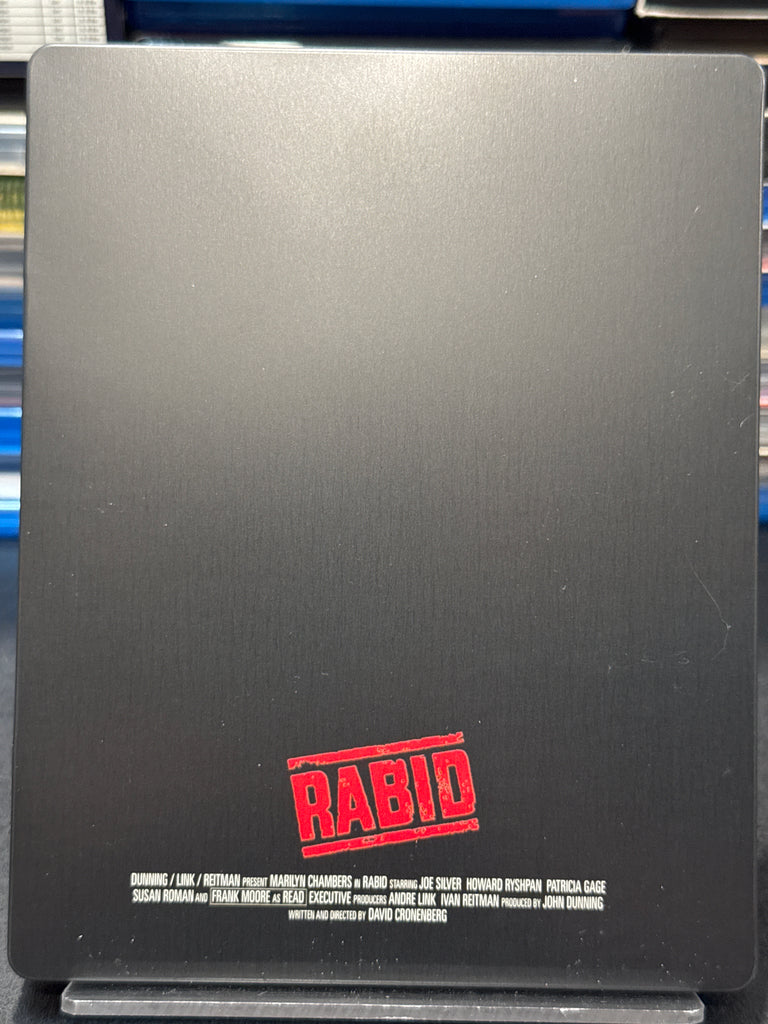 RABID
DUNNING / LINK / REITMAN PRESENT MARILYN CHAMBERS IN RABID STARRING JOE SILVER HOWARD RYSHPAN PATRICIA GAGE
SUSAN ROMAN AND FRANK MOORE AS READ EXECUTIVE PRODUCERS ANDRE LINK IVAN REITMAN PRODUCED BY JOHN DUNNING
WRITTEN AND DIRECTED BY DAVID CRONENBERG